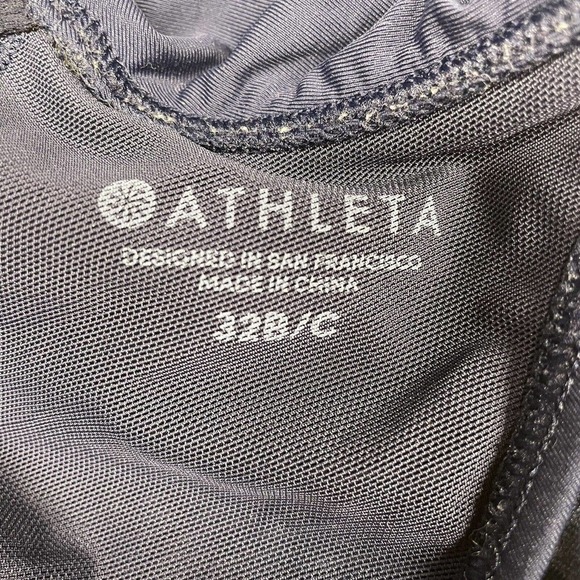 ATHLETA
DESIGNED IN SAN FRANCISCO
MADE IN CHINA
32B/C